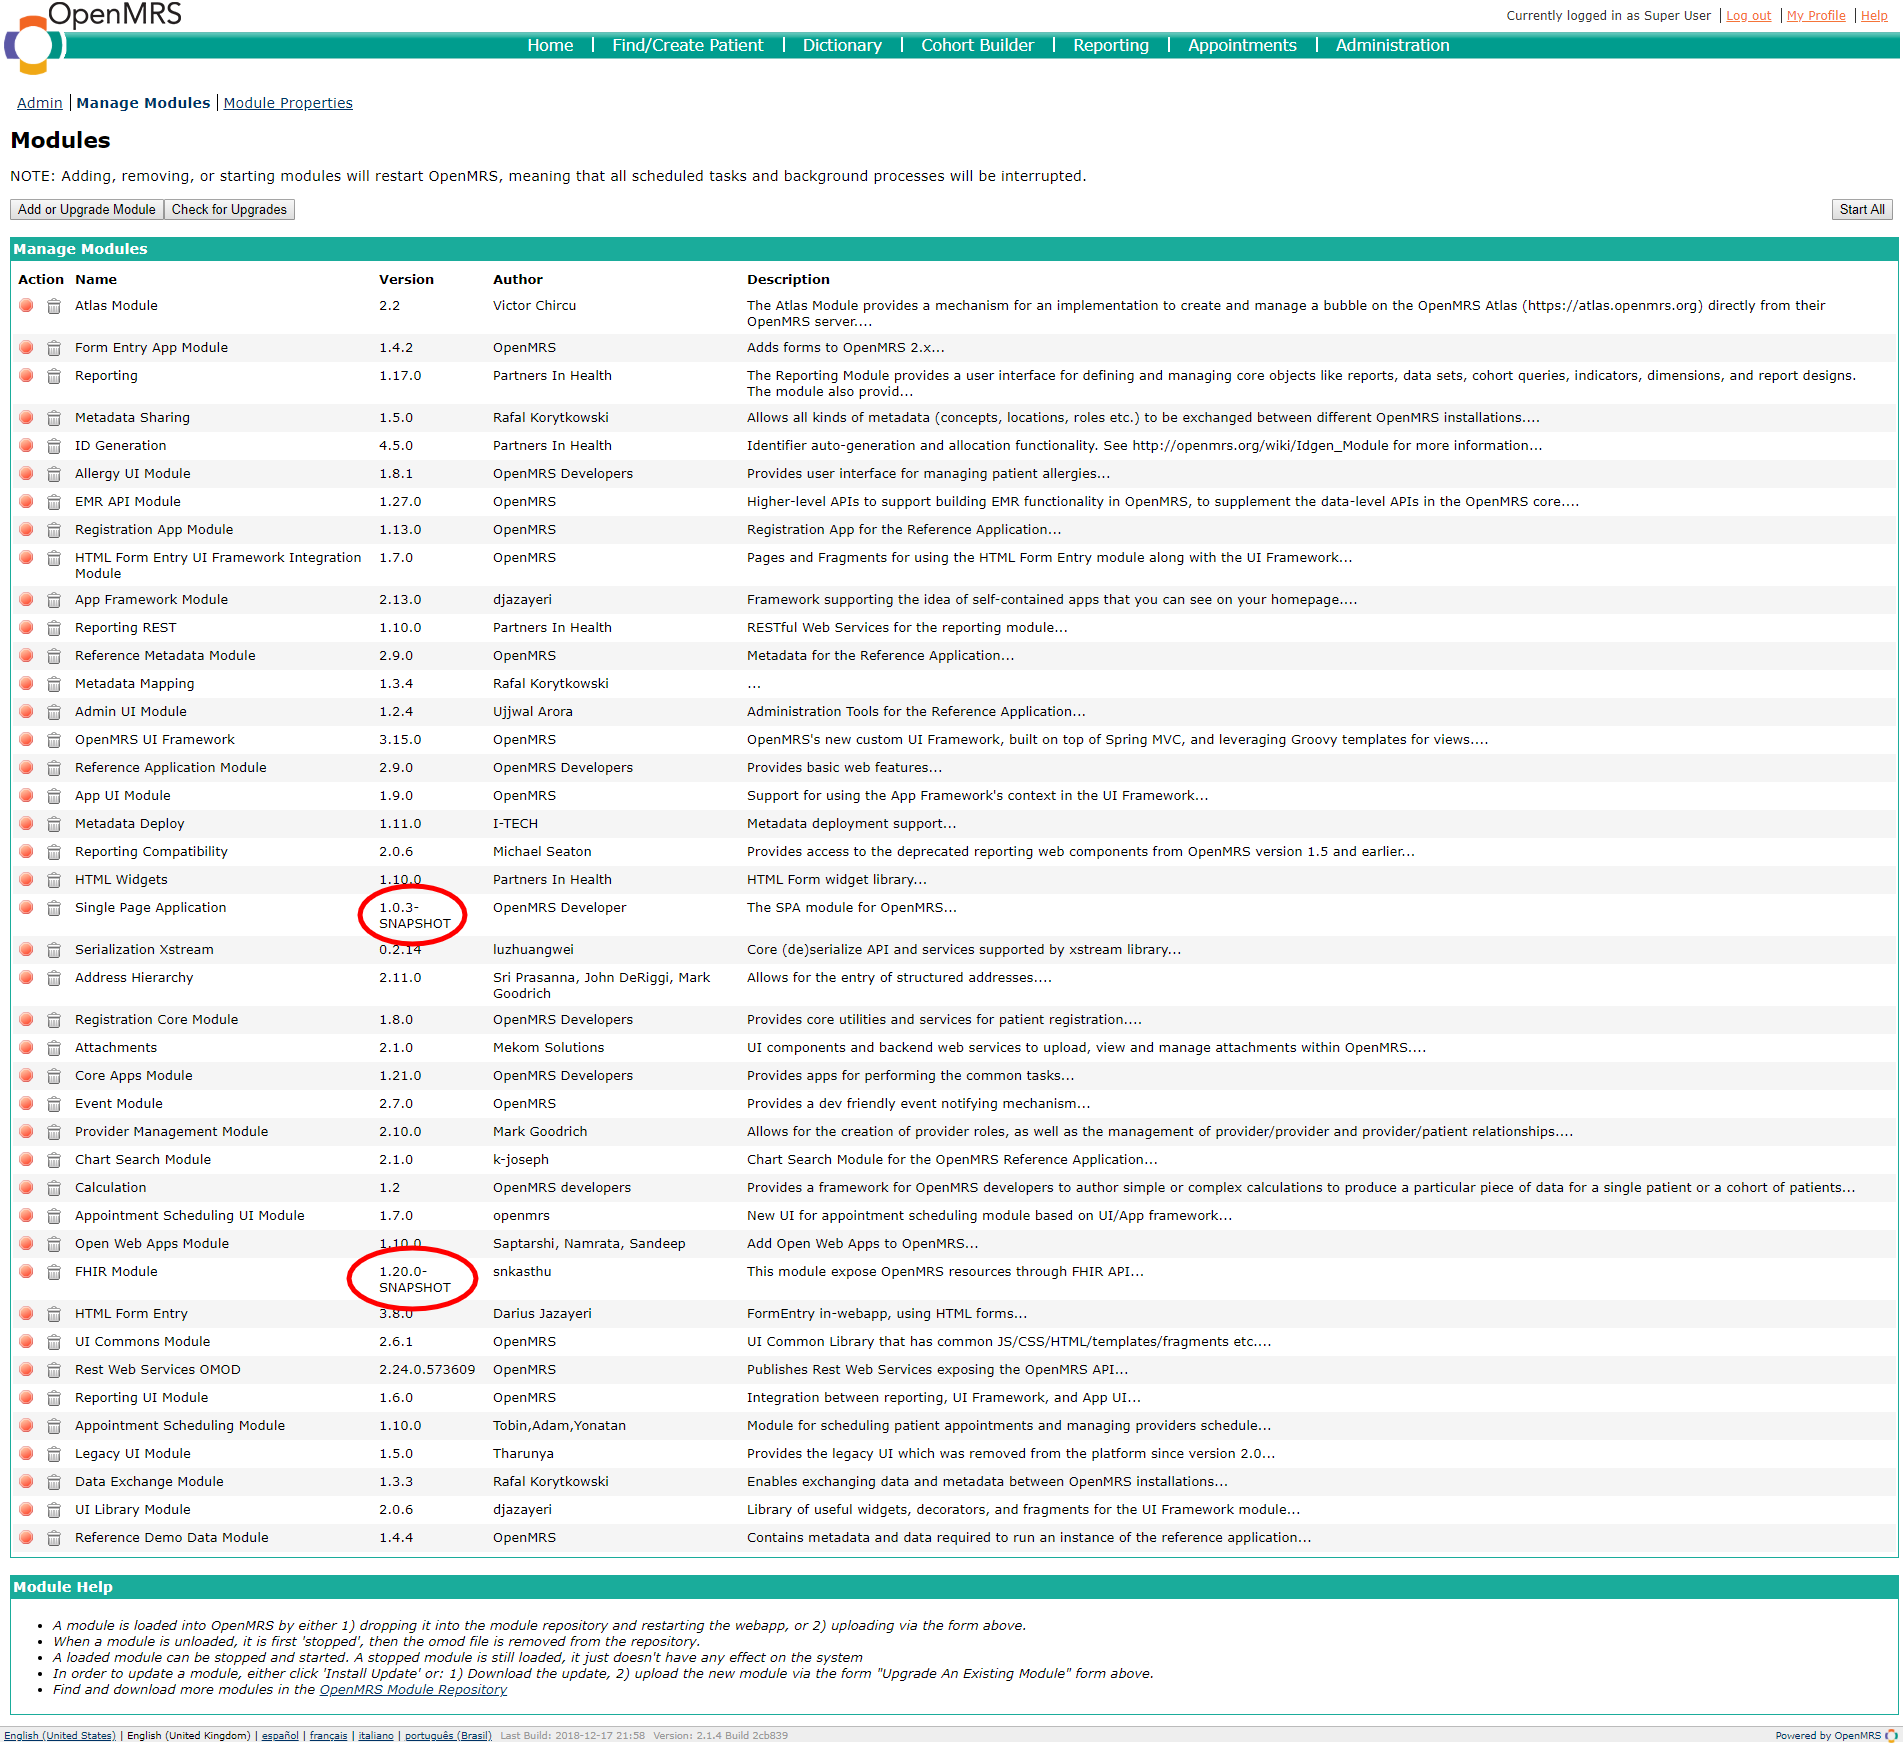 OpenMRS
Currently logged in as Super User | Log out | My Profile | Help
Home | Find/Create Patient | Dictionary | Cohort Builder | Reporting | Appointments | Administration
Admin | Manage Modules | Module Properties
Modules
NOTE: Adding, removing, or starting modules will restart OpenMRS, meaning that all scheduled tasks and background processes will be interrupted.
Add or Upgrade Module Check for Upgrades Start All
Manage Modules
Action Name Version Author Description
Atlas Module 2.2 Victor Chircu The Atlas Module provides a mechanism for an implementation to create and manage a bubble on the OpenMRS Atlas (https://atlas.openmrs.org) directly from their
OpenMRS server....
Form Entry App Module 1.4.2 OpenMRS Adds forms to OpenMRS 2.x...
Reporting 1.17.0 Partners In Health The Reporting Module provides a user interface for defining and managing core objects like reports, data sets, cohort queries, indicators, dimensions, and report designs.
The module also provid...
Metadata Sharing 1.5.0 Rafal Korytkowski Allows all kinds of metadata (concepts, locations, roles etc.) to be exchanged between different OpenMRS installations....
ID Generation 4.5.0 Partners In Health Identifier auto-generation and allocation functionality. See http://openmrs.org/wiki/Idgen_Module for more information...
Allergy UI Module 1.8.1 OpenMRS Developers Provides user interface for managing patient allergies...
EMR API Module 1.27.0 OpenMRS Higher-level APIs to support building EMR functionality in OpenMRS, to supplement the data-level APIs in the OpenMRS core....
Registration App Module 1.13.0 OpenMRS Registration App for the Reference Application...
HTML Form Entry UI Framework Integration 1.7.0 OpenMRS Pages and Fragments for using the HTML Form Entry module along with the UI Framework...
Module
App Framework Module 2.13.0 djazayeri Framework supporting the idea of self-contained apps that you can see on your homepage....
Reporting REST 1.10.0 Partners In Health RESTful Web Services for the reporting module...
Reference Metadata Module 2.9.0 OpenMRS Metadata for the Reference Application...
Metadata Mapping 1.3.4 Rafal Korytkowski ...
Admin UI Module 1.2.4 Ujjwal Arora Administration Tools for the Reference Application...
OpenMRS UI Framework 3.15.0 OpenMRS OpenMRS's new custom UI Framework, built on top of Spring MVC, and leveraging Groovy templates for views....
Reference Application Module 2.9.0 OpenMRS Developers Provides basic web features...
App UI Module 1.9.0 OpenMRS Support for using the App Framework's context in the UI Framework...
Metadata Deploy 1.11.0 I-TECH Metadata deployment support...
Reporting Compatibility 2.0.6 Michael Seaton Provides access to the deprecated reporting web components from OpenMRS version 1.5 and earlier...
HTML Widgets 1.10.0 Partners In Health HTML Form widget library...
Single Page Application 1.0.3- OpenMRS Developer The SPA module for OpenMRS...
SNAPSHOT
Serialization Xstream 0.2.14 luzhuangwei Core (de)serialize API and services supported by xstream library...
Address Hierarchy 2.11.0 Sri Prasanna, John DeRiggi, Mark Allows for the entry of structured addresses....
Goodrich
Registration Core Module 1.8.0 OpenMRS Developers Provides core utilities and services for patient registration....
Attachments 2.1.0 Mekom Solutions UI components and backend web services to upload, view and manage attachments within OpenMRS....
Core Apps Module 1.21.0 OpenMRS Developers Provides apps for performing the common tasks...
Event Module 2.7.0 OpenMRS Provides a dev friendly event notifying mechanism...
Provider Management Module 2.10.0 Mark Goodrich Allows for the creation of provider roles, as well as the management of provider/provider and provider/patient relationships....
Chart Search Module 2.1.0 k-joseph Chart Search Module for the OpenMRS Reference Application...
Calculation 1.2 OpenMRS developers Provides a framework for OpenMRS developers to author simple or complex calculations to produce a particular piece of data for a single patient or a cohort of patients...
Appointment Scheduling UI Module 1.7.0 openmrs New UI for appointment scheduling module based on UI/App framework...
Open Web Apps Module 1.10.0 Saptarshi, Namrata, Sandeep Add Open Web Apps to OpenMRS...
FHIR Module 1.20.0- snkasthu This module expose OpenMRS resources through FHIR API...
SNAPSHOT
HTML Form Entry 3.8.0 Darius Jazayeri FormEntry in-webapp, using HTML forms...
UI Commons Module 2.6.1 OpenMRS UI Common Library that has common JS/CSS/HTML/templates/fragments etc....
Rest Web Services OMOD 2.24.0.573609 OpenMRS Publishes Rest Web Services exposing the OpenMRS API...
Reporting UI Module 1.6.0 OpenMRS Integration between reporting, UI Framework, and App UI...
Appointment Scheduling Module 1.10.0 Tobin,Adam,Yonatan Module for scheduling patient appointments and managing providers schedule...
Legacy UI Module 1.5.0 Tharunya Provides the legacy UI which was removed from the platform since version 2.0...
Data Exchange Module 1.3.3 Rafal Korytkowski Enables exchanging data and metadata between OpenMRS installations...
UI Library Module 2.0.6 djazayeri Library of useful widgets, decorators, and fragments for the UI Framework module...
Reference Demo Data Module 1.4.4 OpenMRS Contains metadata and data required to run an instance of the reference application...
Module Help
• A module is loaded into OpenMRS by either 1) dropping it into the module repository and restarting the webapp, or 2) uploading via the form above.
• When a module is unloaded, it is first 'stopped', then the omod file is removed from the repository.
• A loaded module can be stopped and started. A stopped module is still loaded, it just doesn't have any effect on the system
• In order to update a module, either click 'Install Update' or: 1) Download the update, 2) upload the new module via the form "Upgrade An Existing Module" form above.
• Find and download more modules in the OpenMRS Module Repository
English (United States) | English (United Kingdom) | español | français | italiano | português (Brasil) Last Build: 2018-12-17 21:58 Version: 2.1.4 Build 2cb839 Powered by OpenMRS